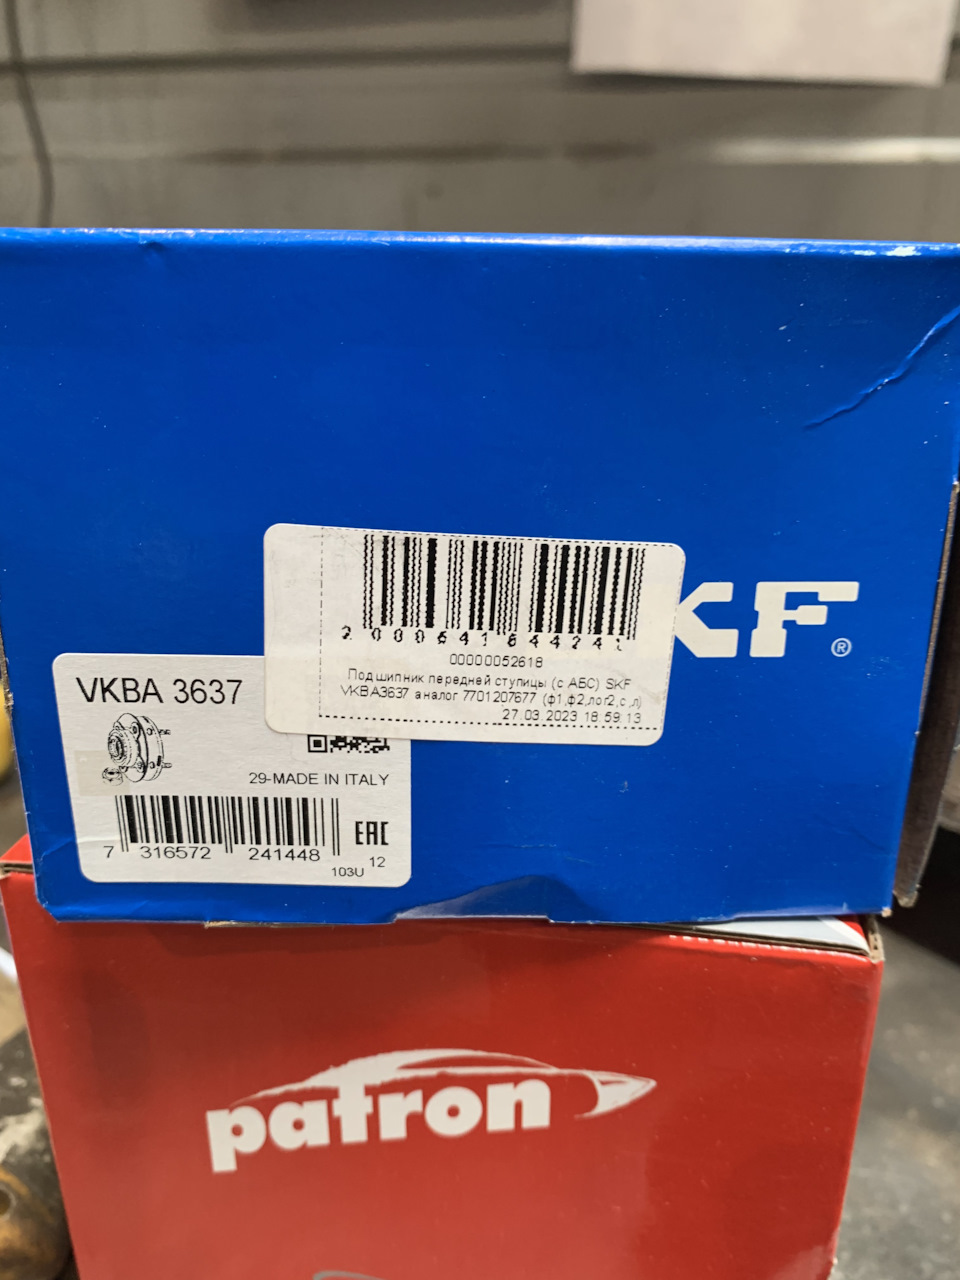 KF®
2000641844241
00000052618
Подшипник передней ступицы (с АБС) SKF
VKBA3637 аналог 7701207677 (ф1,ф2,лог2,с,л)
27.03.2023 18:59:13
VKBA 3637
29-MADE IN ITALY
EAC
7 316572 241448
12
103U
patron